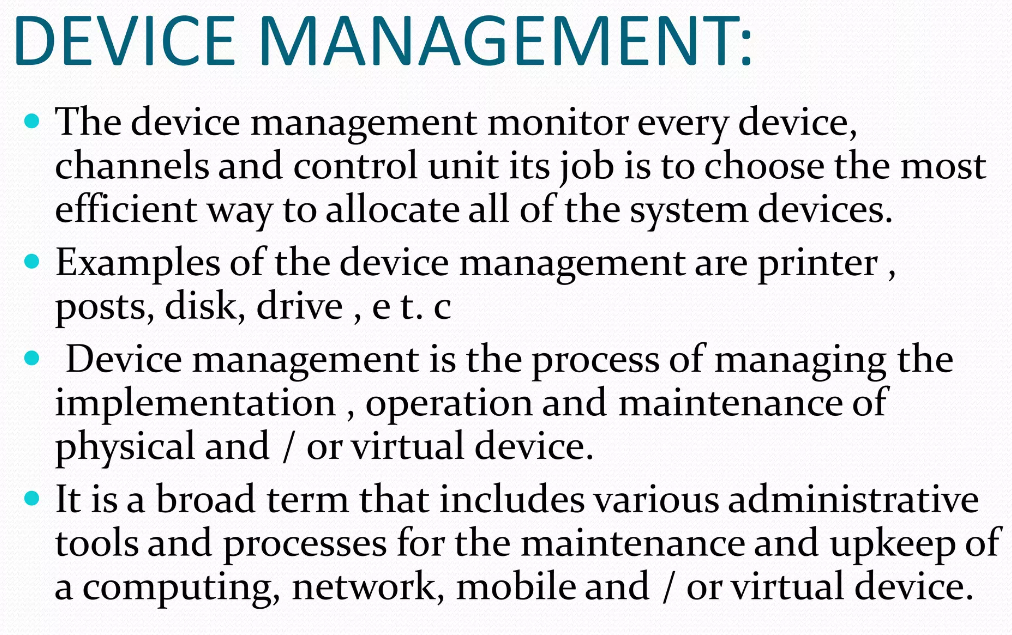 DEVICE MANAGEMENT:
• The device management monitor every device,
channels and control unit its job is to choose the most
efficient way to allocate all of the system devices.
• Examples of the device management are printer ,
posts, disk, drive , e t. c
• Device management is the process of managing the
implementation , operation and maintenance of
physical and / or virtual device.
• It is a broad term that includes various administrative
tools and processes for the maintenance and upkeep of
a computing, network, mobile and / or virtual device.